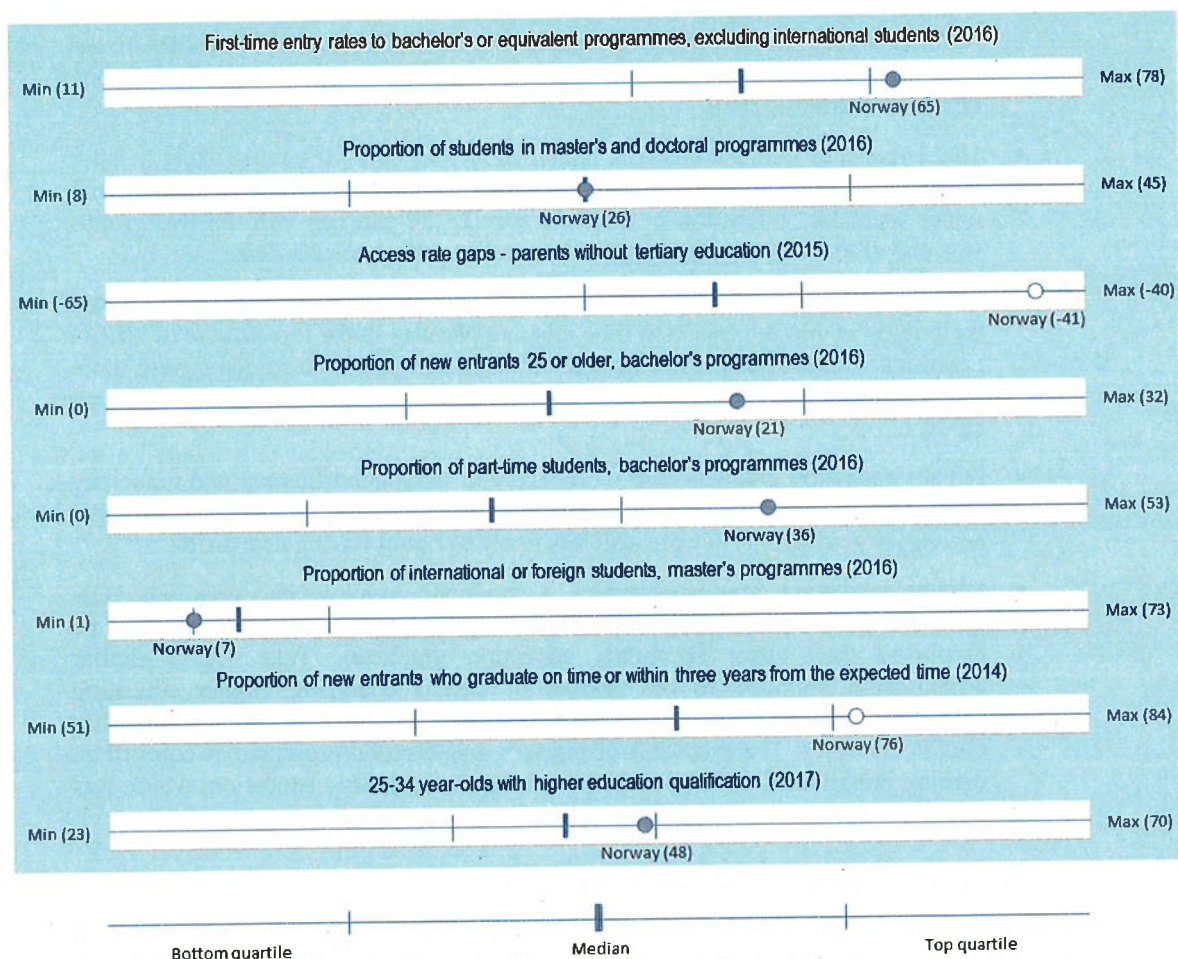 First-time entry rates to bachelor's or equivalent programmes, excluding international students (2016)
Min (11)
Max (78)
Norway (65)
Proportion of students in master's and doctoral programmes (2016)
Min (8)
Max (45)
Norway (26)
Access rate gaps - parents without tertiary education (2015)
Min (-65)
Max (-40)
Norway (-41)
Proportion of new entrants 25 or older, bachelor's programmes (2016)
Min (0)
Max (32)
Norway (21)
Proportion of part-time students, bachelor's programmes (2016)
Min (0)
Max (53)
Norway (36)
Proportion of international or foreign students, master's programmes (2016)
Min (1)
Max (73)
Norway (7)
Proportion of new entrants who graduate on time or within three years from the expected time (2014)
Min (51)
Max (84)
Norway (76)
25-34 year-olds with higher education qualification (2017)
Min (23)
Max (70)
Norway (48)
Bottom quartile
Median
Top quartile